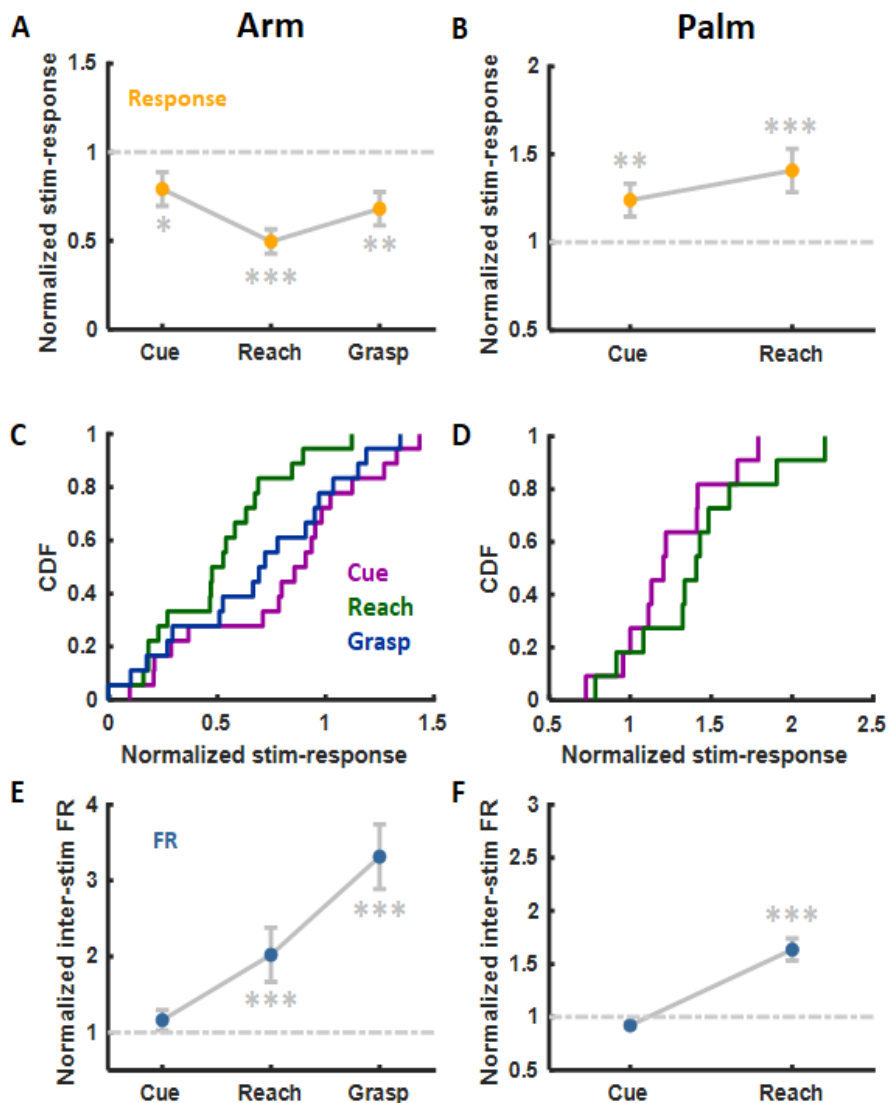 Arm
Palm
A
B
1.5
1
0.5
0
Normalized stim-response
Response
*
***
**
Cue Reach Grasp
2
1.5
1
0.5
Normalized stim-response
**
***
Cue Reach
C
D
1
0.8
0.6
0.4
0.2
0
CDF
Cue
Reach
Grasp
0 0.5 1 1.5
Normalized stim-response
1
0.8
0.6
0.4
0.2
0
CDF
0.5 1 1.5 2 2.5
Normalized stim-response
E
F
4
3
2
1
Normalized inter-stim FR
FR
***
***
Cue Reach Grasp
3
2.5
2
1.5
1
0.5
Normalized inter-stim FR
***
Cue Reach